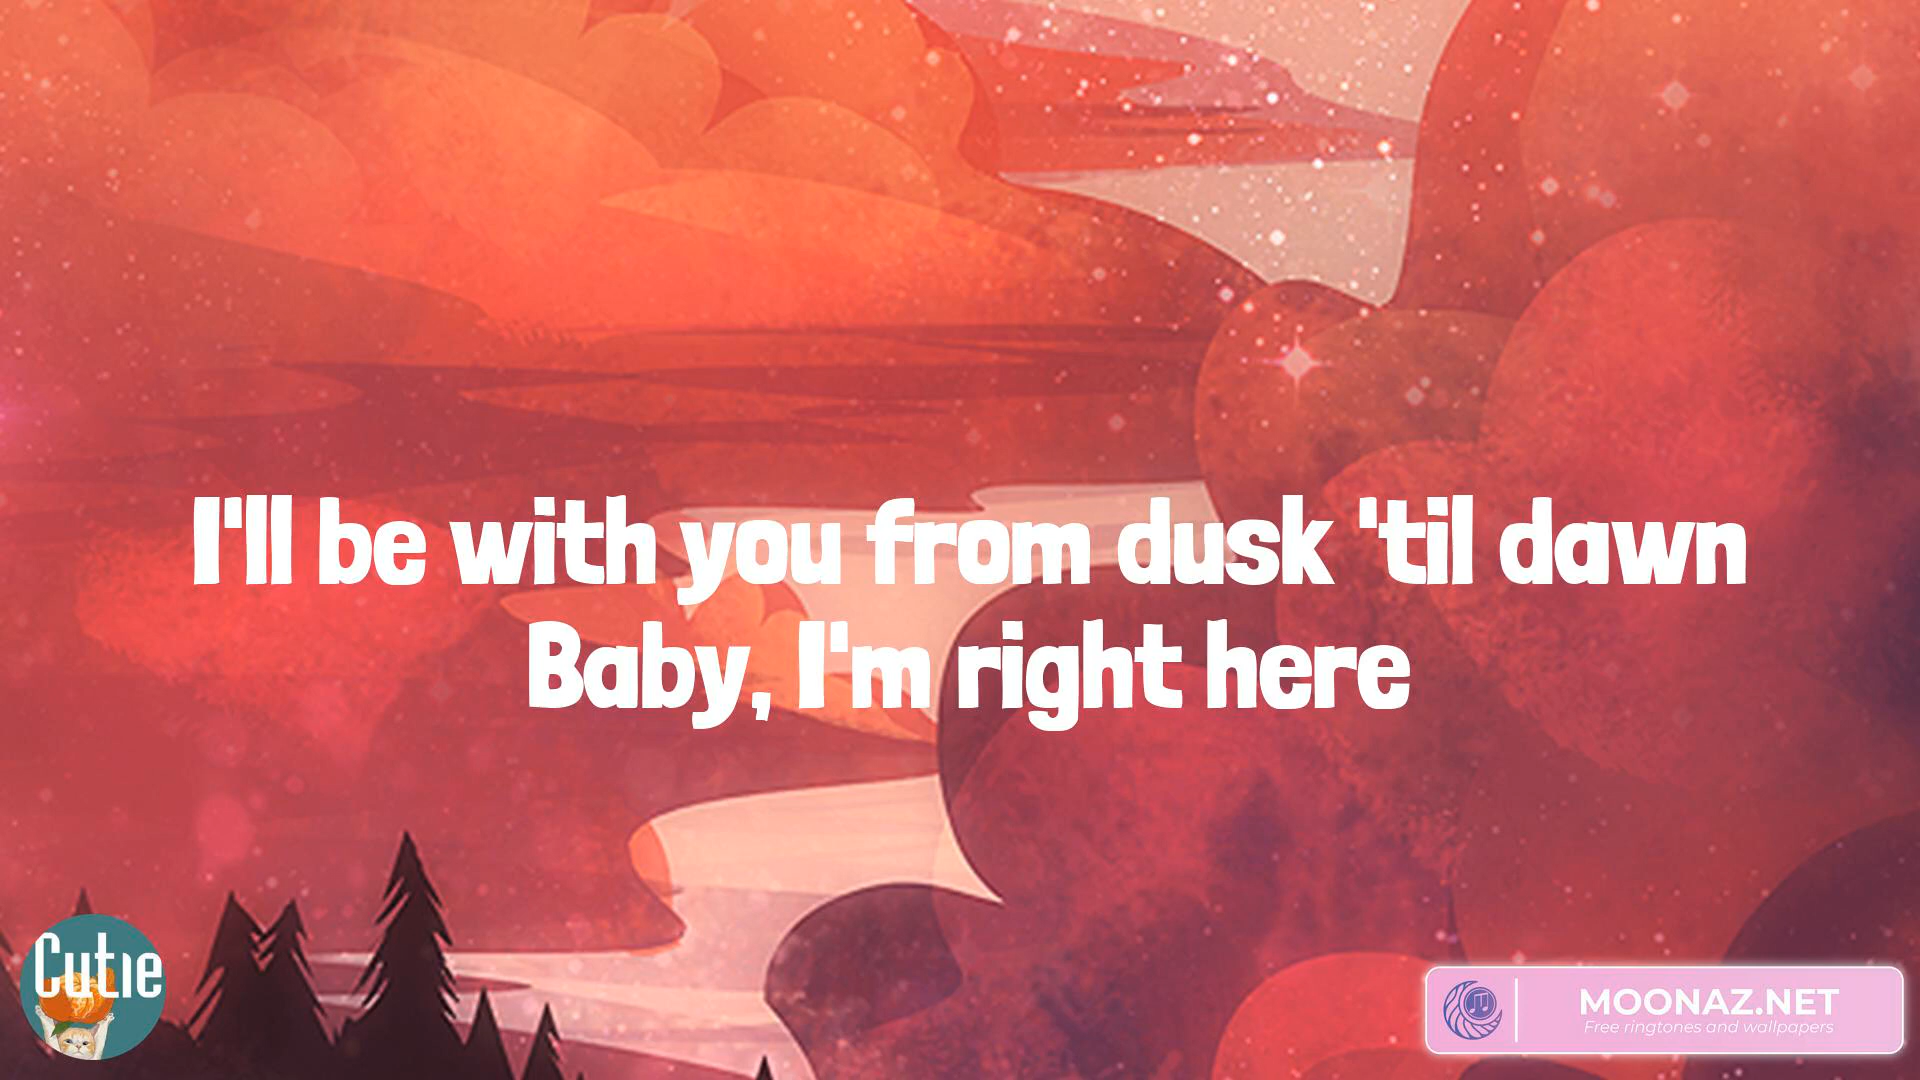 I'll be with you from dusk 'til dawn
Baby, I'm right here
Cutie
MOONAZ.NET
Free ringtones and wallpapers